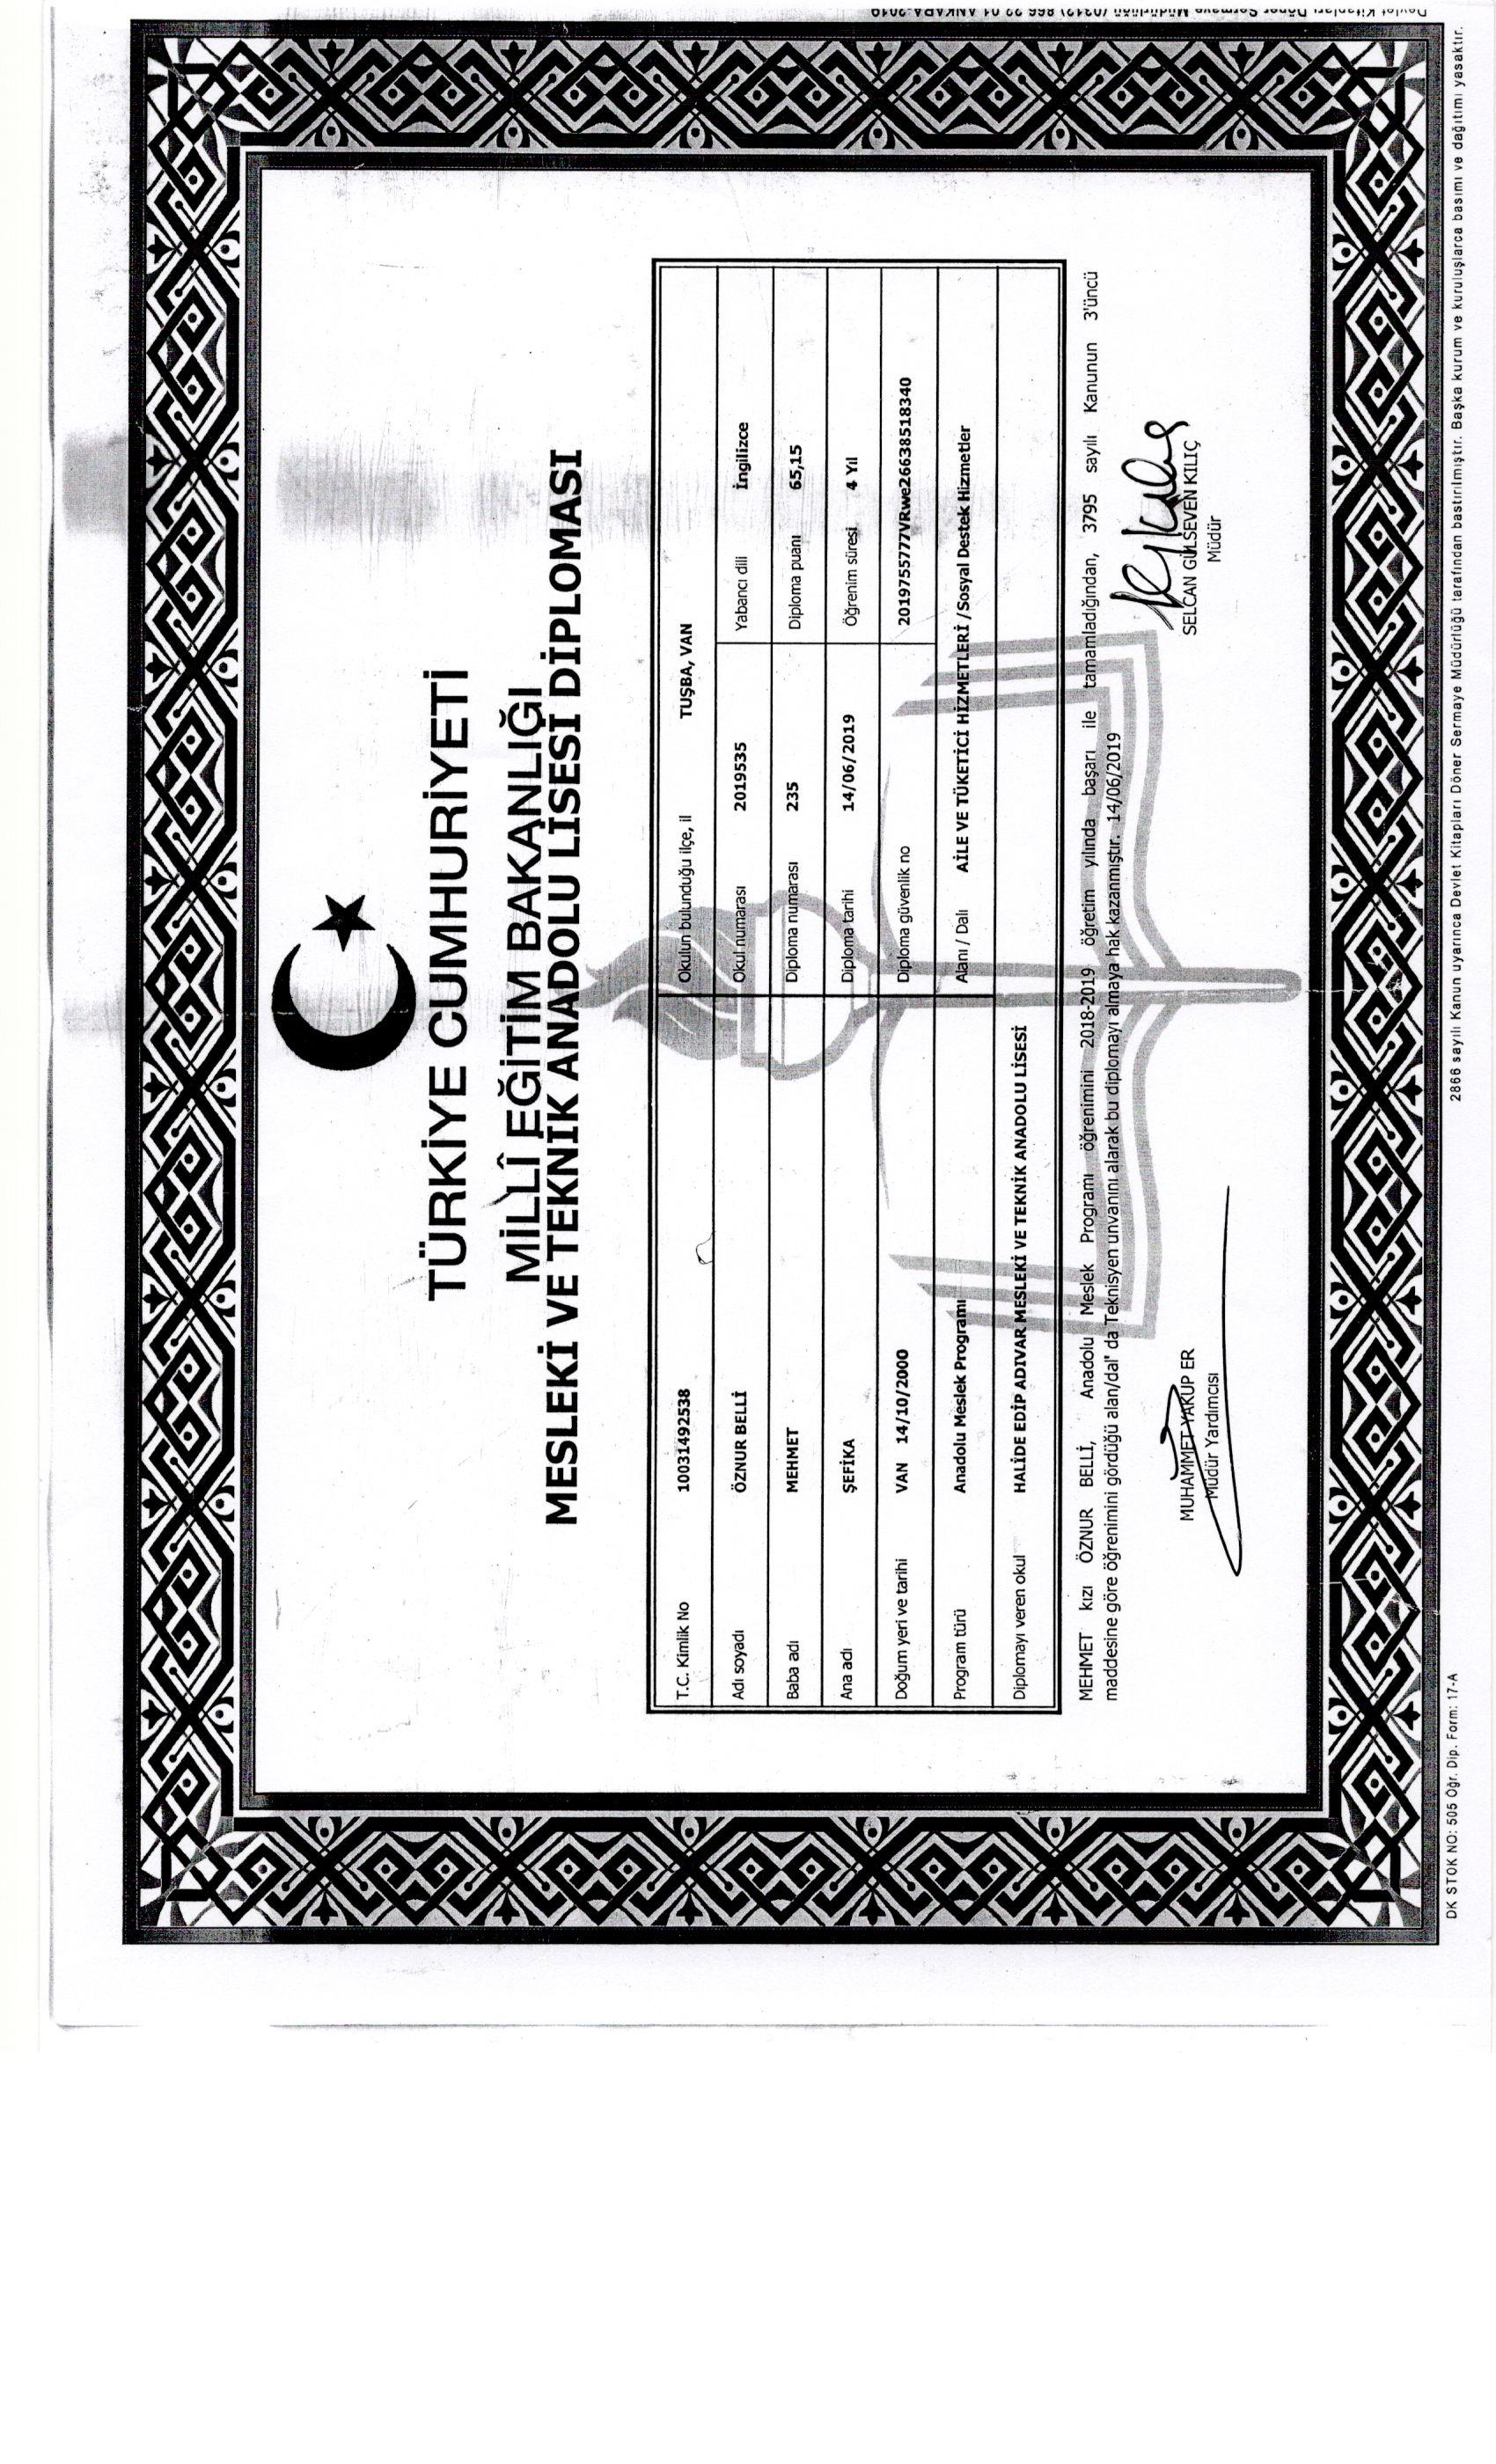 TÜRKİYE CUMHURİYETİ
MİLLÎ EĞİTİM BAKANLIĞI
MESLEKİ VE TEKNİK ANADOLU LİSESİ DİPLOMASI
T.C. Kimlik No 10031492538 Okulun bulunduğu ilçe, il TUŞBA, VAN
Adı soyadı ÖZNUR BELLİ Okul numarası 2019535 Yabancı dili İngilizce
Baba adı MEHMET Diploma numarası 235 Diploma puanı 65,15
Ana adı ŞEFİKA Diploma tarihi 14/06/2019 Öğrenim süresi 4 Yıl
Doğum yeri ve tarihi VAN 14/10/2000 Diploma güvenlik no 2019755777VRwe26638518340
Program türü Anadolu Meslek Programı Alanı / Dalı AİLE VE TÜKETİCİ HİZMETLERİ /Sosyal Destek Hizmetler
Diplomayı veren okul HALİDE EDİP ADIVAR MESLEKİ VE TEKNİK ANADOLU LİSESİ
MEHMET kızı ÖZNUR BELLİ, Anadolu Meslek Programı öğrenimini 2018-2019 öğretim yılında başarı ile tamamladığından, 3795 sayılı Kanunun 3'üncü
maddesine göre öğrenimini gördüğü alan/dal' da Teknisyen unvanını alarak bu diplomayı almaya hak kazanmıştır. 14/06/2019
MUHAMMET YAKUP ER
Müdür Yardımcısı
SELCAN GÜLSEVEN KILIÇ
Müdür
DK STOK NO: 505 Öğr. Dip. Form: 17-A
2866 sayılı Kanun uyarınca Devlet Kitapları Döner Sermaye Müdürlüğü tarafından bastırılmıştır. Başka kurum ve kuruluşlarca basımı ve dağıtımı yasaktır.
Devlet Kitapları Döner Sermaye Müdürlüğü (0312) 866 22 01 ANKARA-2019